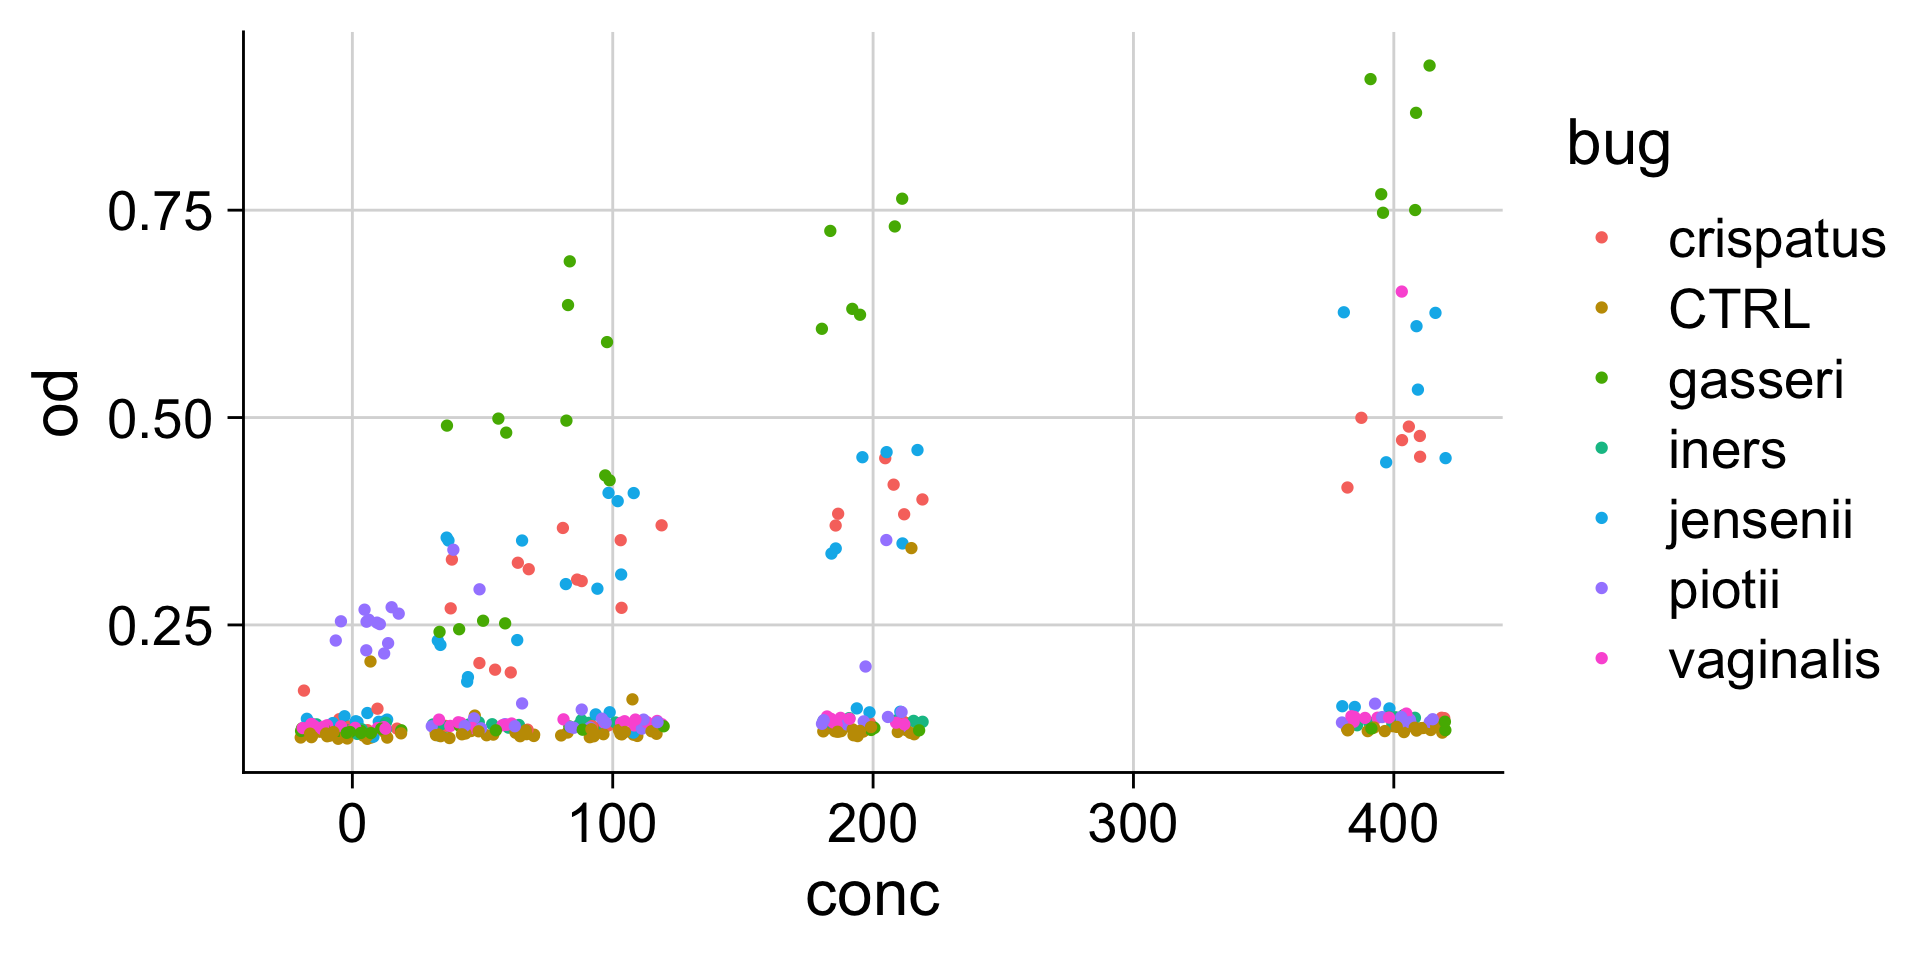 od
0.75
0.50
0.25
0 100 200 300 400
conc
bug
crispatus
CTRL
gasseri
iners
jensenii
piotii
vaginalis